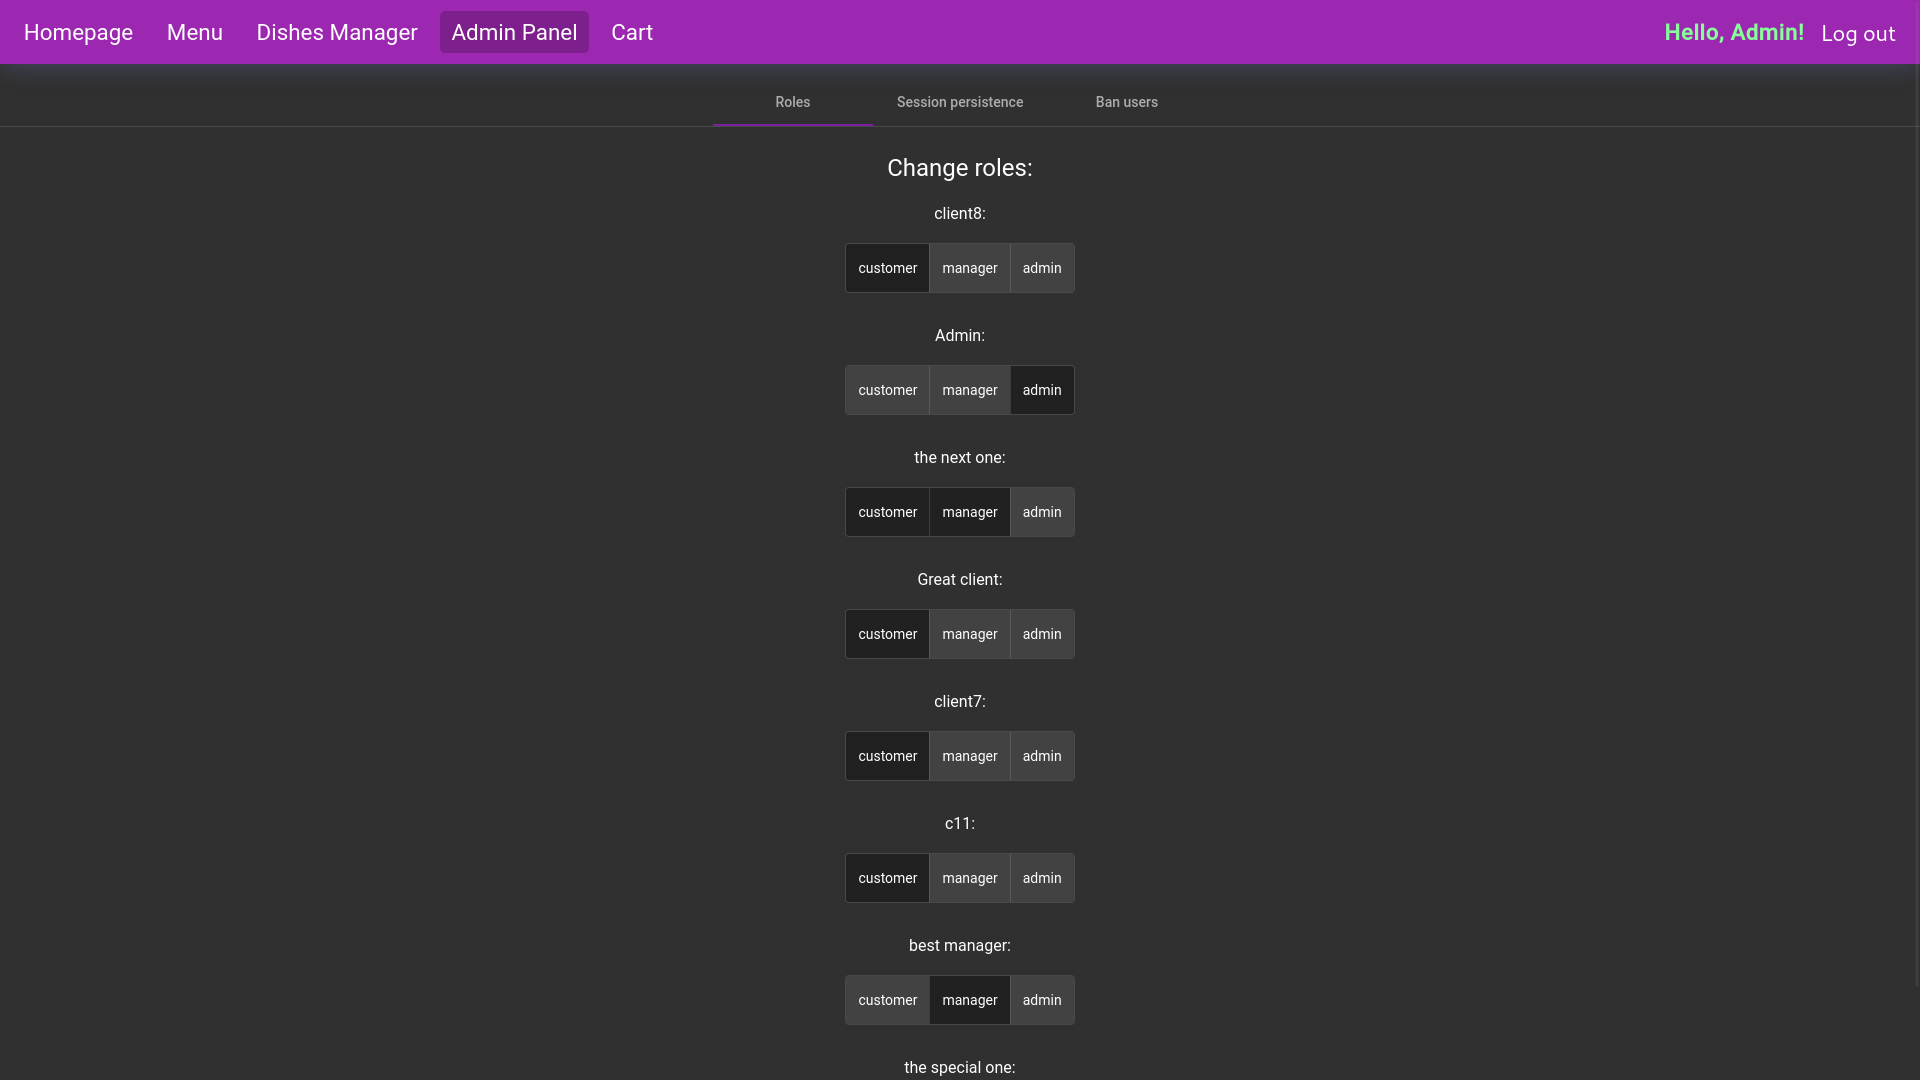 Homepage Menu Dishes Manager Admin Panel Cart Hello, Admin! Log out
Roles Session persistence Ban users
Change roles:
client8:
customer manager admin
Admin:
customer manager admin
the next one:
customer manager admin
Great client:
customer manager admin
client7:
customer manager admin
c11:
customer manager admin
best manager:
customer manager admin
the special one: